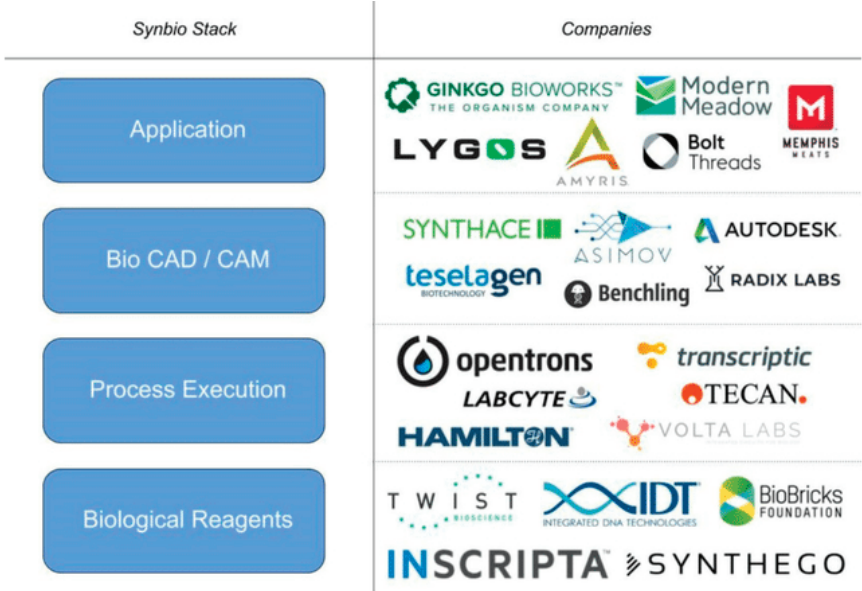 Synbio Stack
Companies
Application
GINKGO BIOWORKS™
THE ORGANISM COMPANY
Modern
Meadow
M
MEMPHIS
MEATS
LYGOS
AMYRIS
Bolt
Threads
Bio CAD / CAM
SYNTHACE
ASIMOV
AUTODESK.
teselagen
BIOTECHNOLOGY
Benchling
RADIX LABS
Process Execution
opentrons
transcriptic
LABCYTE
TECAN.
HAMILTON
H
VOLTA LABS
Biological Reagents
TWIST
BIOSCIENCE
IDT
INTEGRATED DNA TECHNOLOGIES
BioBricks
FOUNDATION
INSCRIPTA™
SYNTHEGO